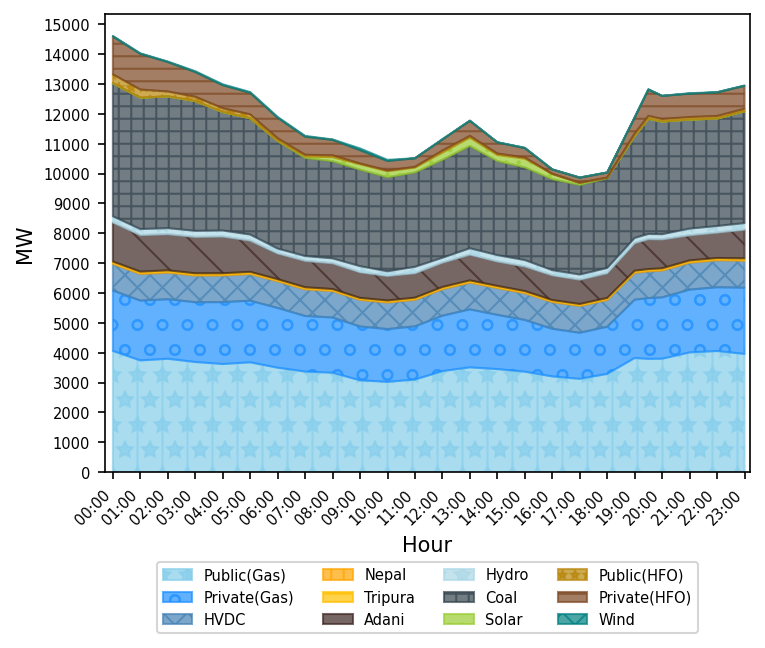 15000
14000
13000
12000
11000
10000
9000
8000
7000
6000
5000
4000
3000
2000
1000
0
MW
00:00 01:00 02:00 03:00 04:00 05:00 06:00 07:00 08:00 09:00 10:00 11:00 12:00 13:00 14:00 15:00 16:00 17:00 18:00 19:00 20:00 21:00 22:00 23:00
Hour
Public(Gas) Nepal Hydro Public(HFO)
Private(Gas) Tripura Coal Private(HFO)
HVDC Adani Solar Wind